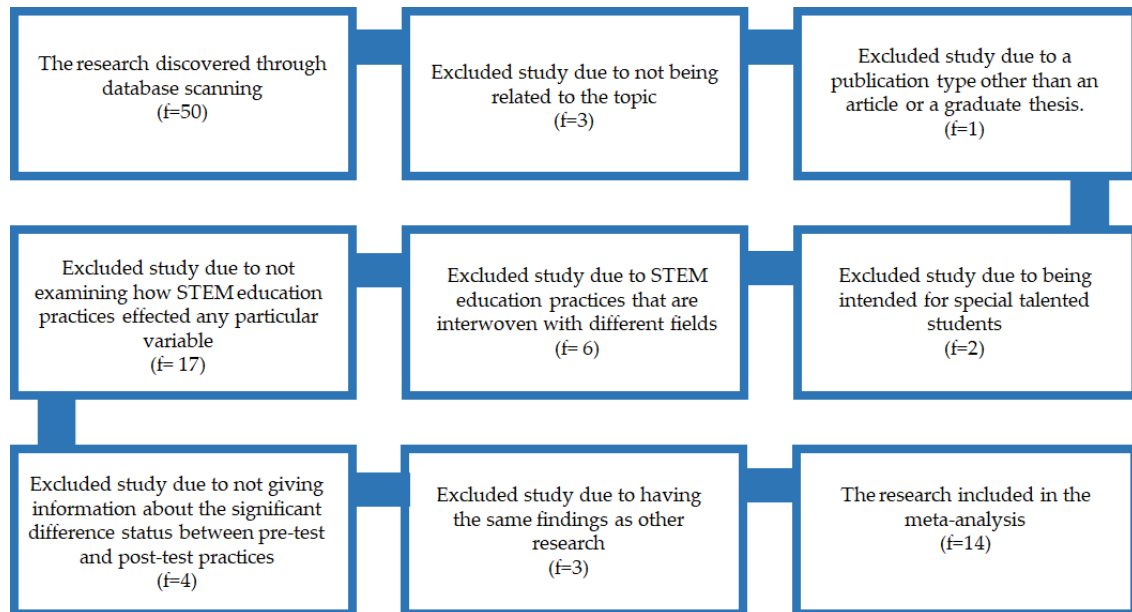 The research discovered through
database scanning
(f=50)
Excluded study due to not being
related to the topic
(f=3)
Excluded study due to a
publication type other than an
article or a graduate thesis.
(f=1)
Excluded study due to not
examining how STEM education
practices effected any particular
variable
(f= 17)
Excluded study due to STEM
education practices that are
interwoven with different fields
(f= 6)
Excluded study due to being
intended for special talented
students
(f=2)
Excluded study due to not giving
information about the significant
difference status between pre-test
and post-test practices
(f=4)
Excluded study due to having
the same findings as other
research
(f=3)
The research included in the
meta-analysis
(f=14)